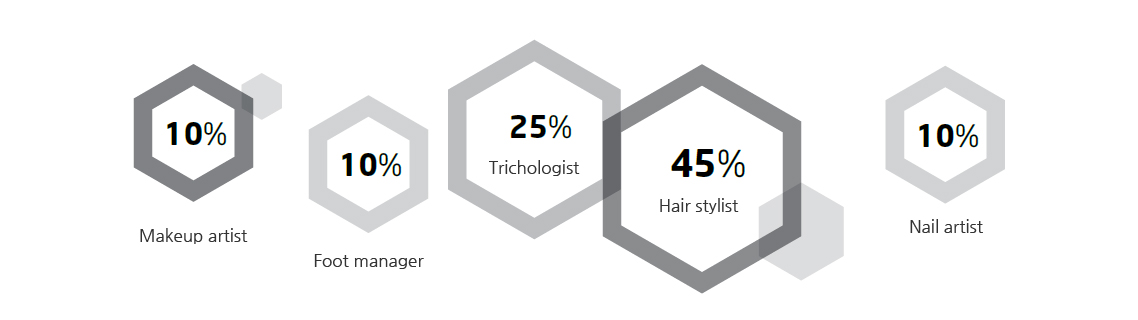 10%
Makeup artist
10%
Foot manager
25%
Trichologist
45%
Hair stylist
10%
Nail artist